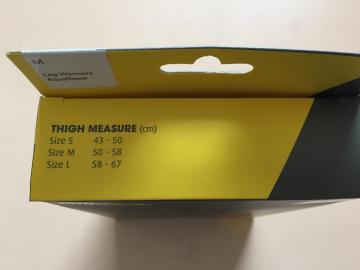 M
Leg Warmers
AquaRepel
THIGH MEASURE (cm)
Size S 43 - 50
Size M 50 - 58
Size L 58 - 67